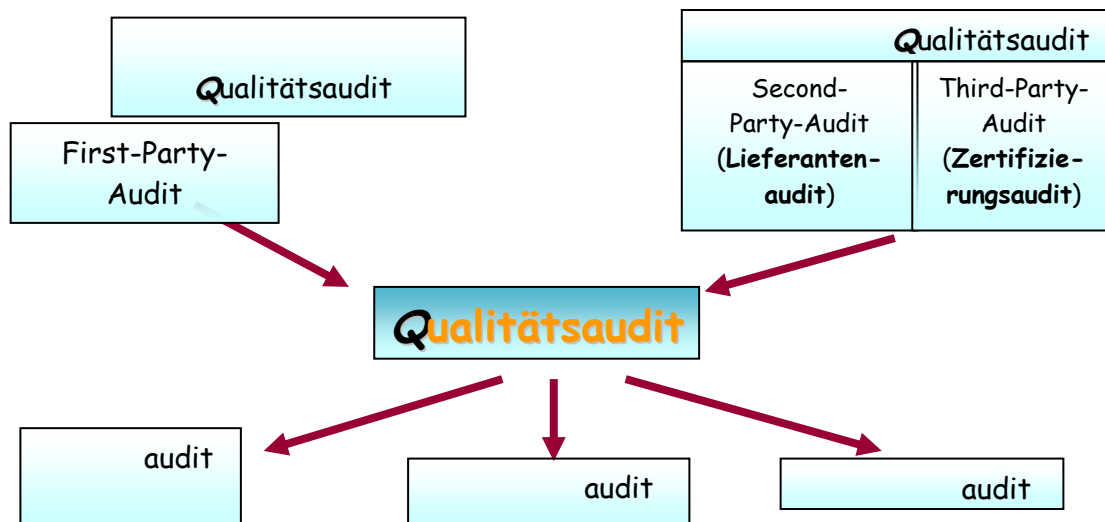 Qualitätsaudit
First-Party-
Audit
Qualitätsaudit
Second-
Party-Audit
(Lieferanten-
audit)
Third-Party-
Audit
(Zertifizie-
rungsaudit)
Qualitätsaudit
audit
audit
audit